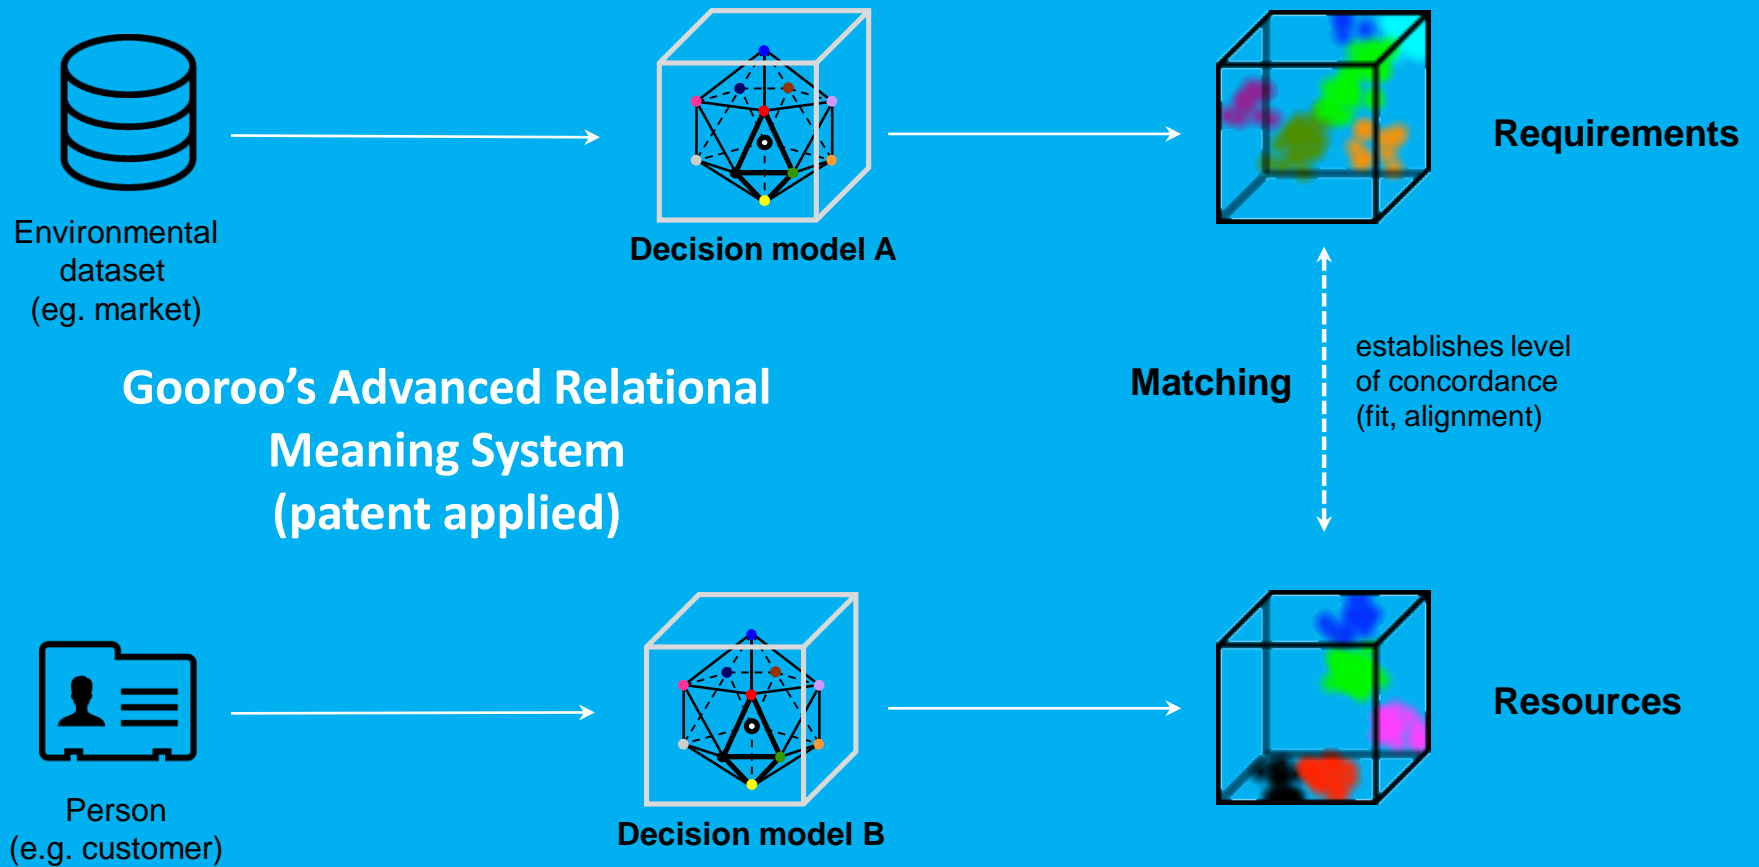 Environmental
dataset
(eg. market)
Decision model A
Requirements
Gooroo's Advanced Relational
Meaning System
(patent applied)
Matching
establishes level
of concordance
(fit, alignment)
Person
(e.g. customer)
Decision model B
Resources